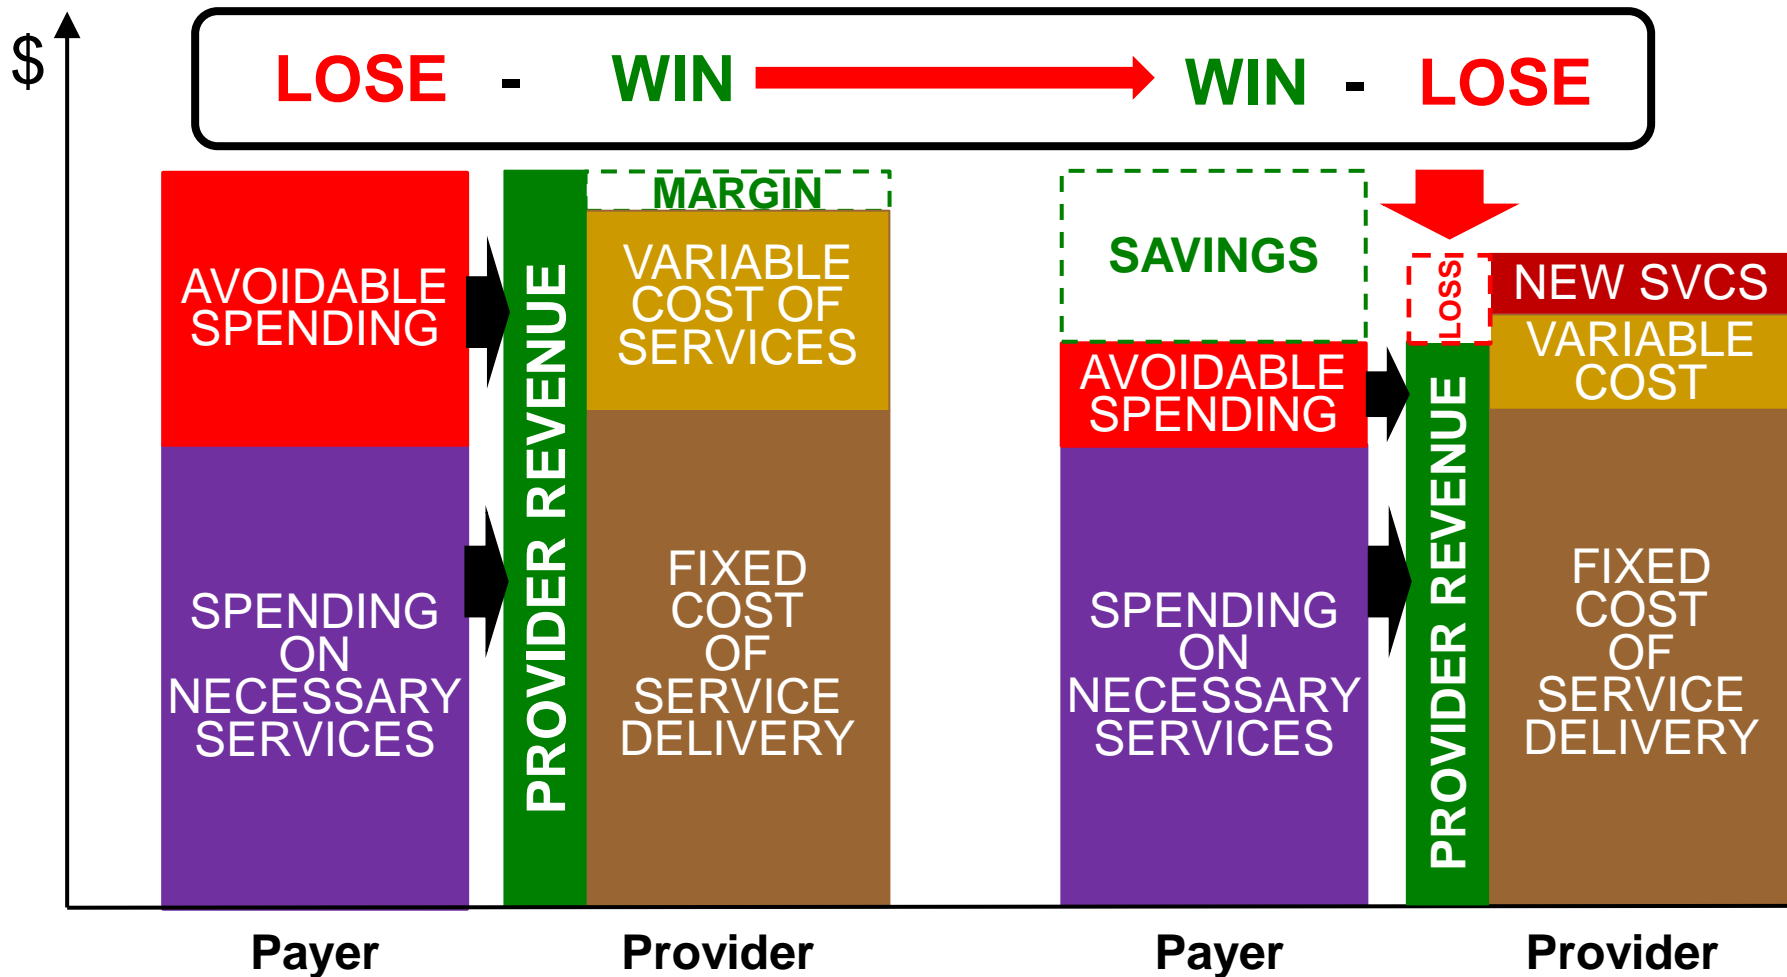 $
LOSE - WIN WIN - LOSE
AVOIDABLE
SPENDING
SPENDING
ON
NECESSARY
SERVICES
PROVIDER REVENUE
MARGIN
VARIABLE
COST OF
SERVICES
FIXED
COST
OF
SERVICE
DELIVERY
SAVINGS
AVOIDABLE
SPENDING
SPENDING
ON
NECESSARY
SERVICES
LOSS
PROVIDER REVENUE
NEW SVCS
VARIABLE
COST
FIXED
COST
OF
SERVICE
DELIVERY
Payer Provider Payer Provider